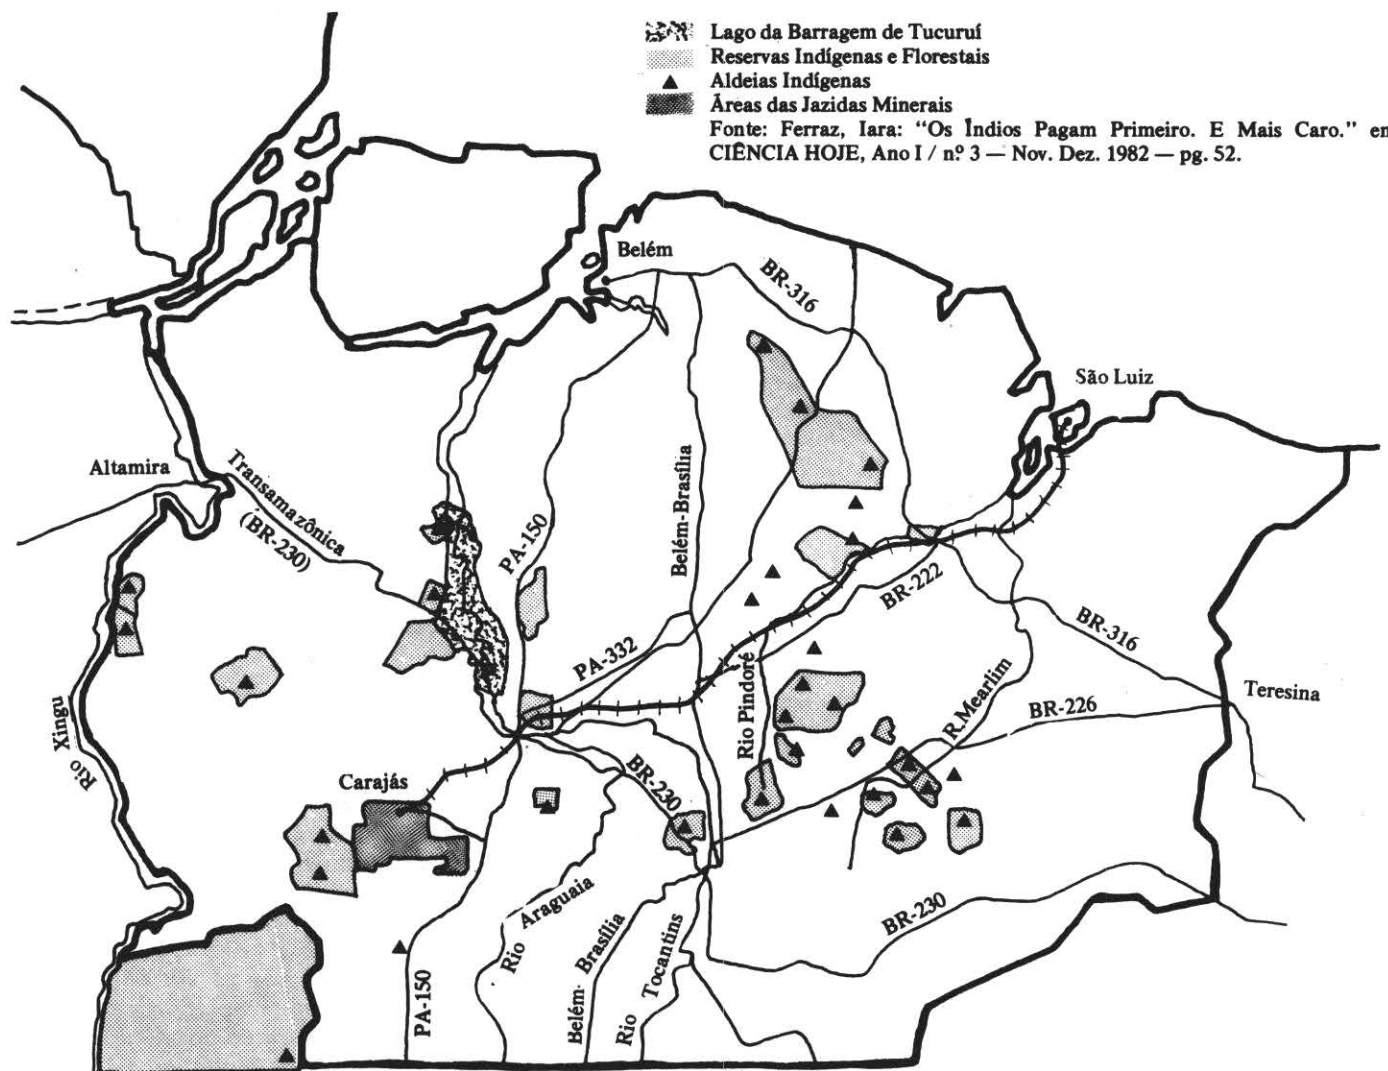 Lago da Barragem de Tucuruí
Reservas Indígenas e Florestais
Aldeias Indígenas
Áreas das Jazidas Minerais
Fonte: Ferraz, Iara: “Os Índios Pagam Primeiro. E Mais Caro.” en
CIÊNCIA HOJE, Ano I / nº 3 — Nov. Dez. 1982 — pg. 52.
Belém
BR-316
São Luiz
Altamira
Transamazônica
(BR-230)
PA-150
Belém-Brasília
BR-222
PA-332
BR-316
Rio Pindoré
R.Mearlim
Teresina
BR-226
Rio Xingu
Carajás
BR-230
Rio Araguaia
BR-230
Belém-Brasília
Rio Tocantins
PA-150